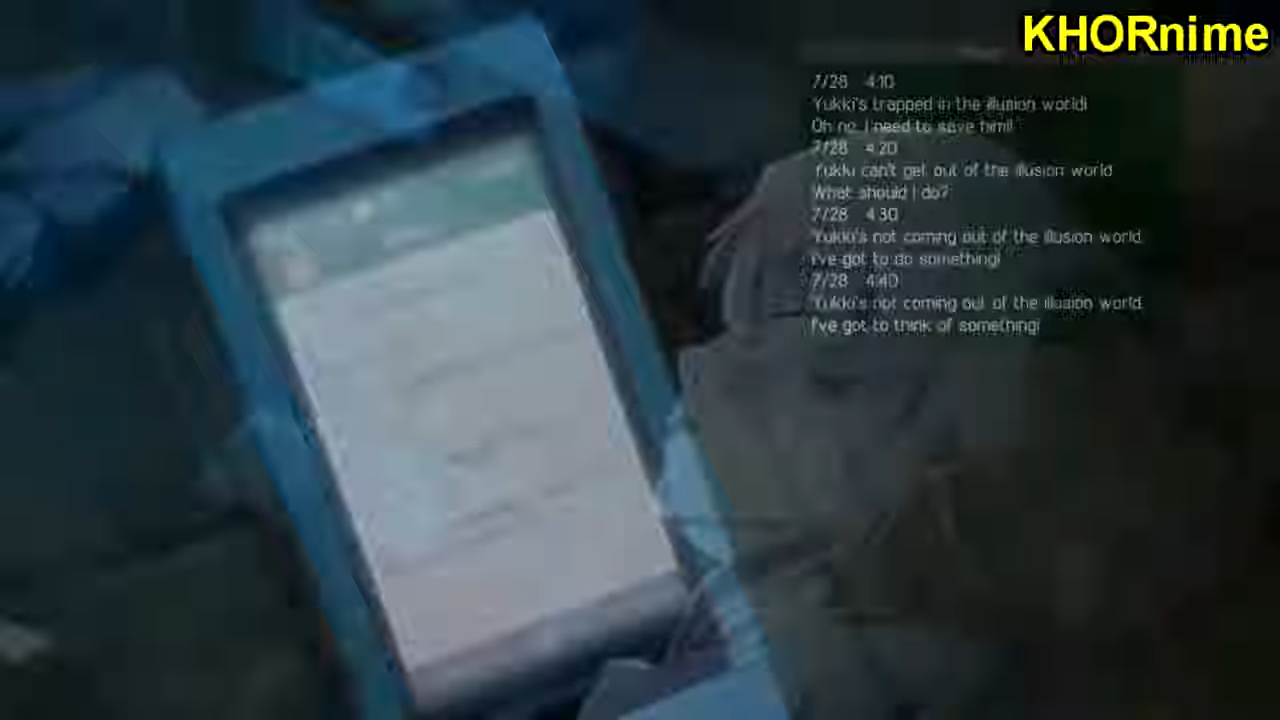 KHORnime
7/28 4:10
Yukki's trapped in the illusion world!
Oh no, I need to save him!!
7/28 4:20
Yukki can't get out of the illusion world.
What should I do?
7/28 4:30
Yukki's not coming out of the illusion world.
I've got to do something!
7/28 4:40
Yukki's not coming out of the illusion world.
I've got to think of something!